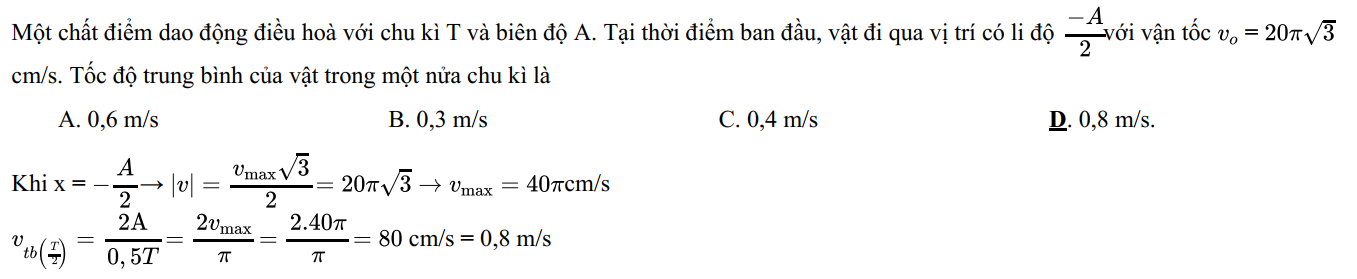 Một chất điểm dao động điều hoà với chu kì T và biên độ A. Tại thời điểm ban đầu, vật đi qua vị trí có li độ $\frac{-A}{2}$với vận tốc $v_o = 20\pi\sqrt{3}$
cm/s. Tốc độ trung bình của vật trong một nửa chu kì là
A. 0,6 m/s B. 0,3 m/s C. 0,4 m/s D. 0,8 m/s.
Khi x = $-\frac{A}{2} \rightarrow |v| = \frac{v_{\max}\sqrt{3}}{2} = 20\pi\sqrt{3} \rightarrow v_{\max} = 40\pi$cm/s
$v_{tb\left(\frac{T}{2}\right)} = \frac{2A}{0,5T} = \frac{2v_{\max}}{\pi} = \frac{2.40\pi}{\pi} =$ 80 cm/s = 0,8 m/s